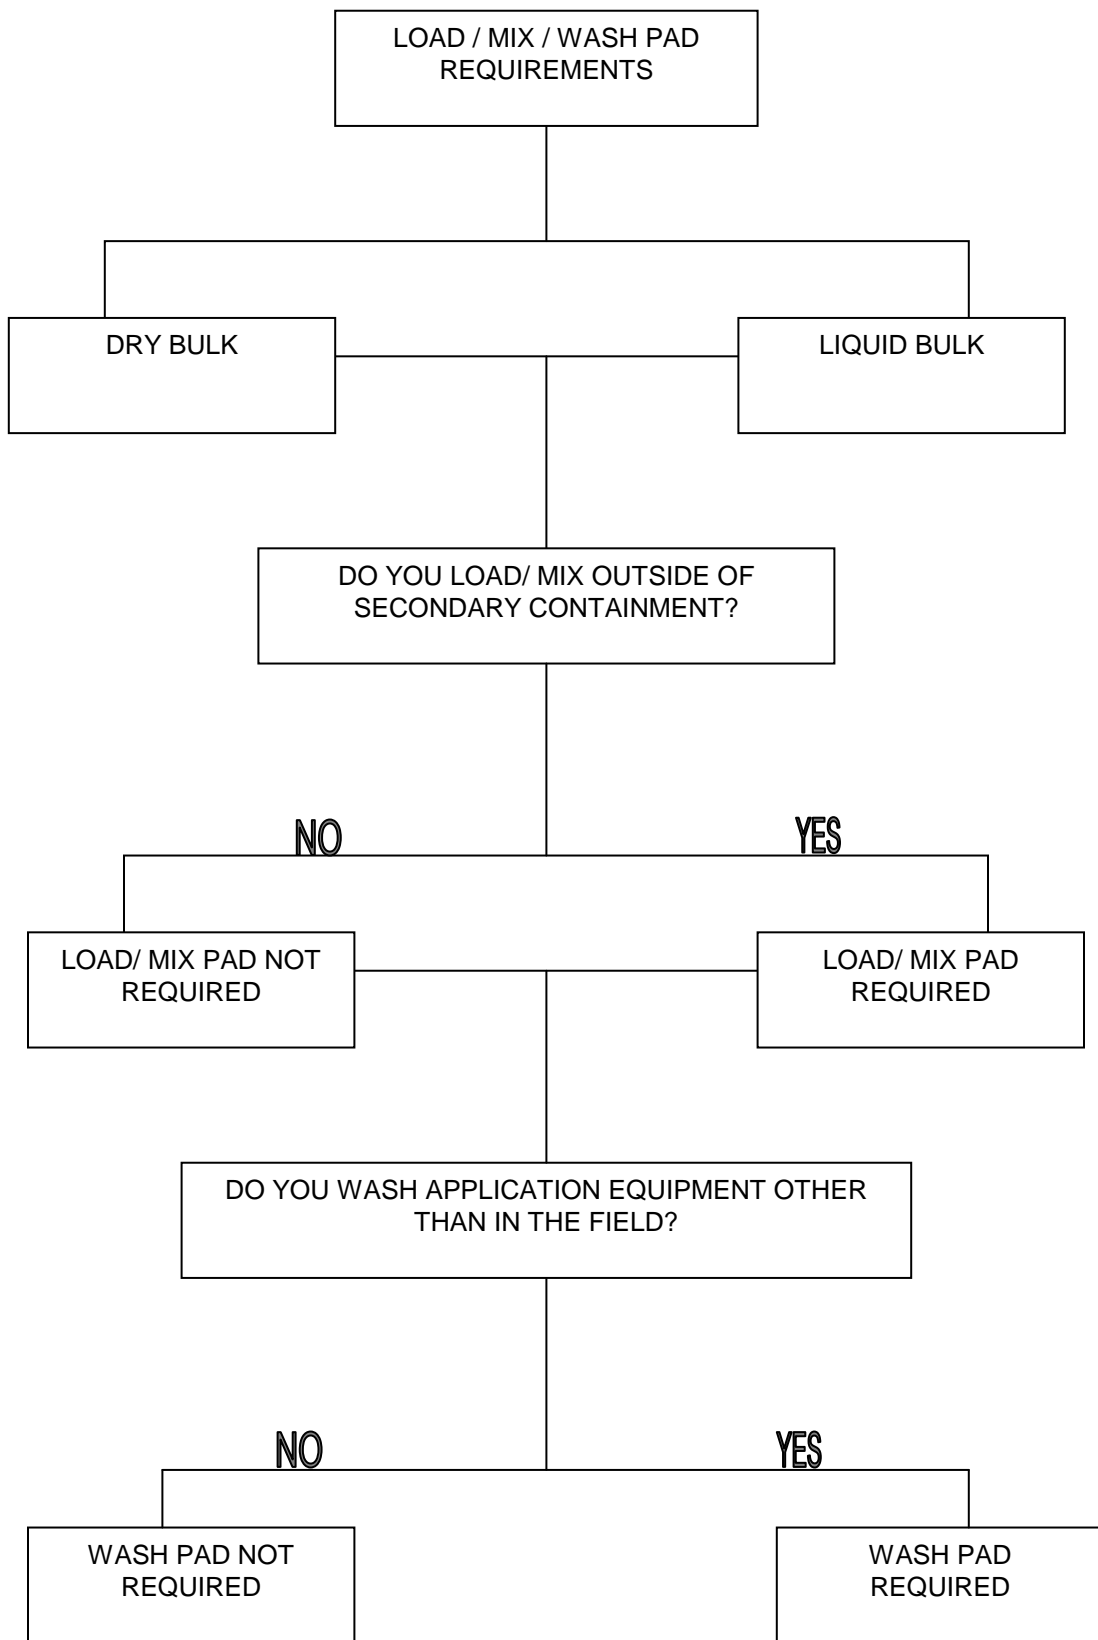 LOAD / MIX / WASH PAD
REQUIREMENTS
DRY BULK
LIQUID BULK
DO YOU LOAD/ MIX OUTSIDE OF
SECONDARY CONTAINMENT?
NO
YES
LOAD/ MIX PAD NOT
REQUIRED
LOAD/ MIX PAD
REQUIRED
DO YOU WASH APPLICATION EQUIPMENT OTHER
THAN IN THE FIELD?
NO
YES
WASH PAD NOT
REQUIRED
WASH PAD
REQUIRED